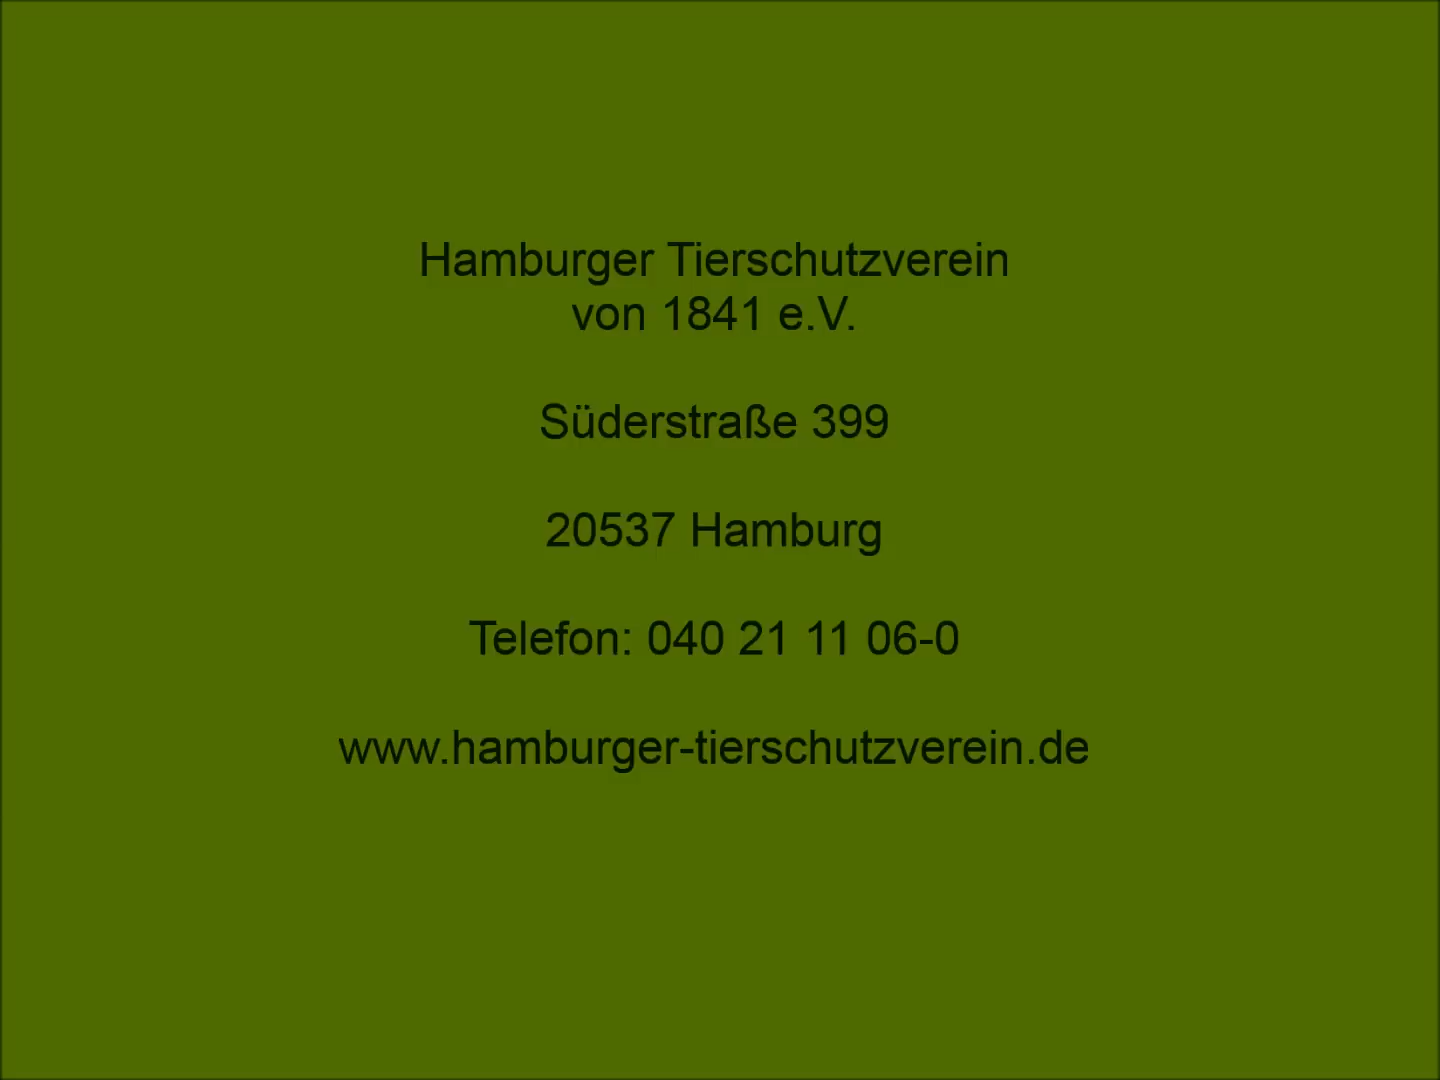 Hamburger Tierschutzverein
von 1841 e.V.
Süderstraße 399
20537 Hamburg
Telefon: 040 21 11 06-0
www.hamburger-tierschutzverein.de